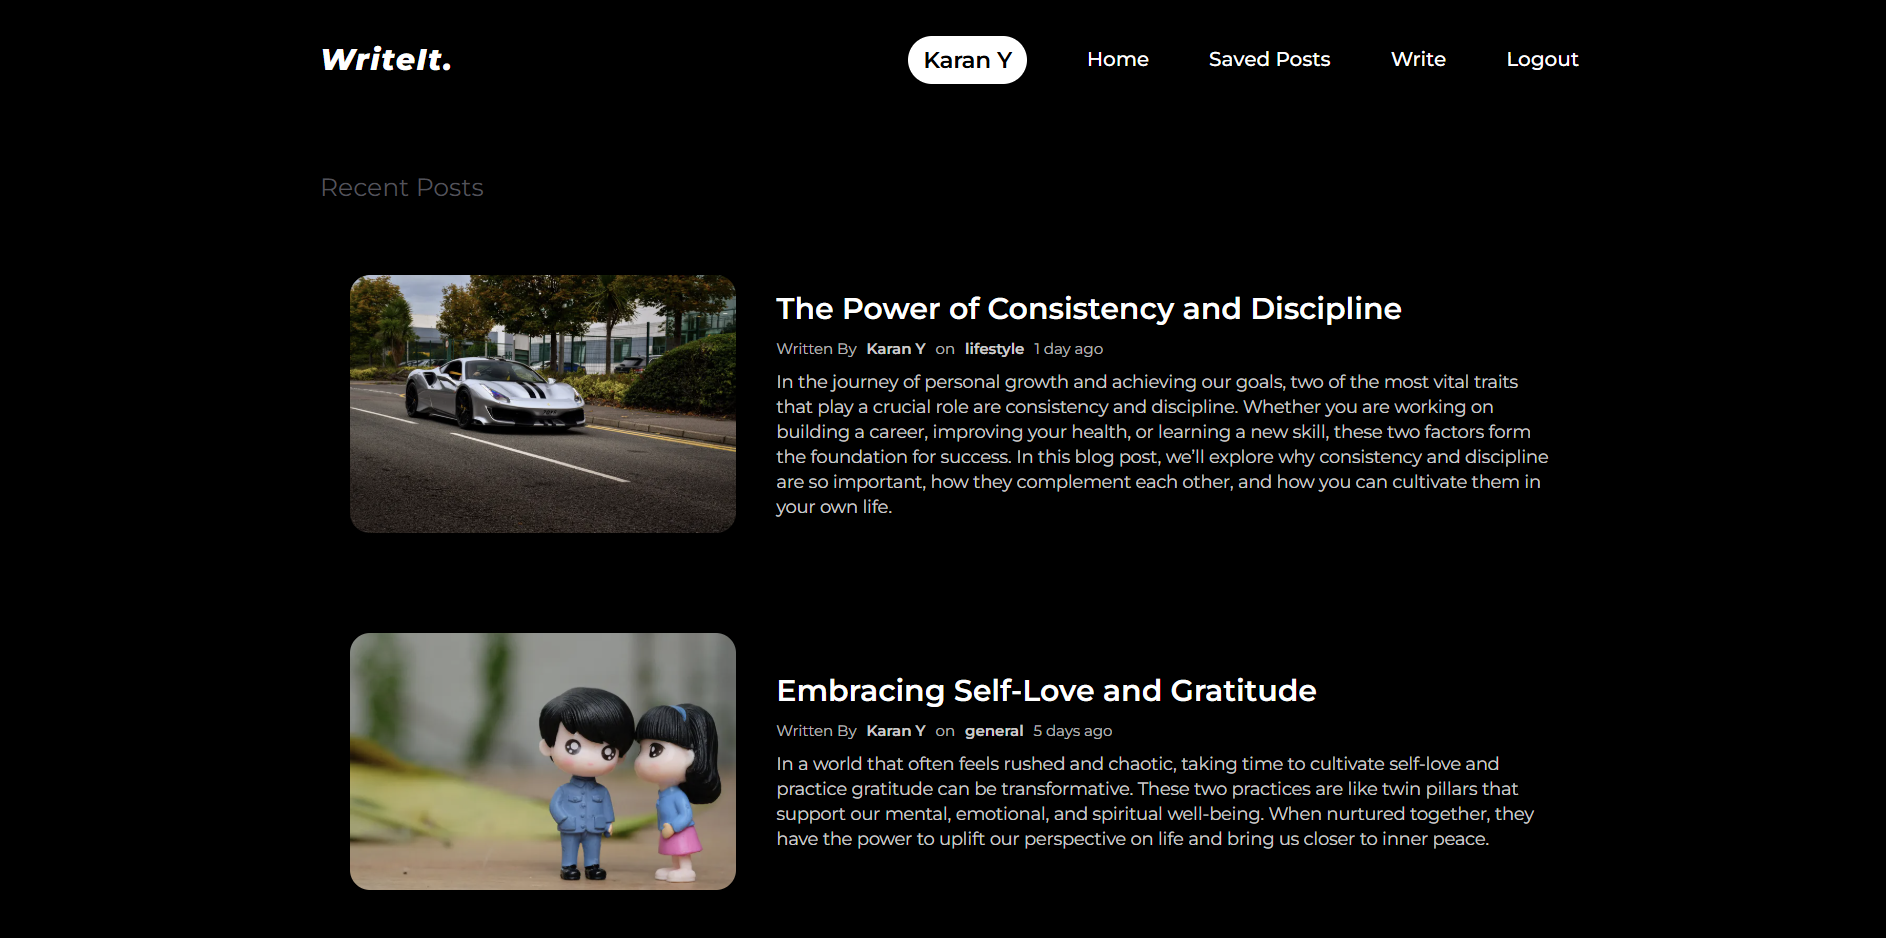 WriteIt.
Karan Y
Home
Saved Posts
Write
Logout
Recent Posts
The Power of Consistency and Discipline
Written By Karan Y on lifestyle 1 day ago
In the journey of personal growth and achieving our goals, two of the most vital traits
that play a crucial role are consistency and discipline. Whether you are working on
building a career, improving your health, or learning a new skill, these two factors form
the foundation for success. In this blog post, we’ll explore why consistency and discipline
are so important, how they complement each other, and how you can cultivate them in
your own life.
Embracing Self-Love and Gratitude
Written By Karan Y on general 5 days ago
In a world that often feels rushed and chaotic, taking time to cultivate self-love and
practice gratitude can be transformative. These two practices are like twin pillars that
support our mental, emotional, and spiritual well-being. When nurtured together, they
have the power to uplift our perspective on life and bring us closer to inner peace.